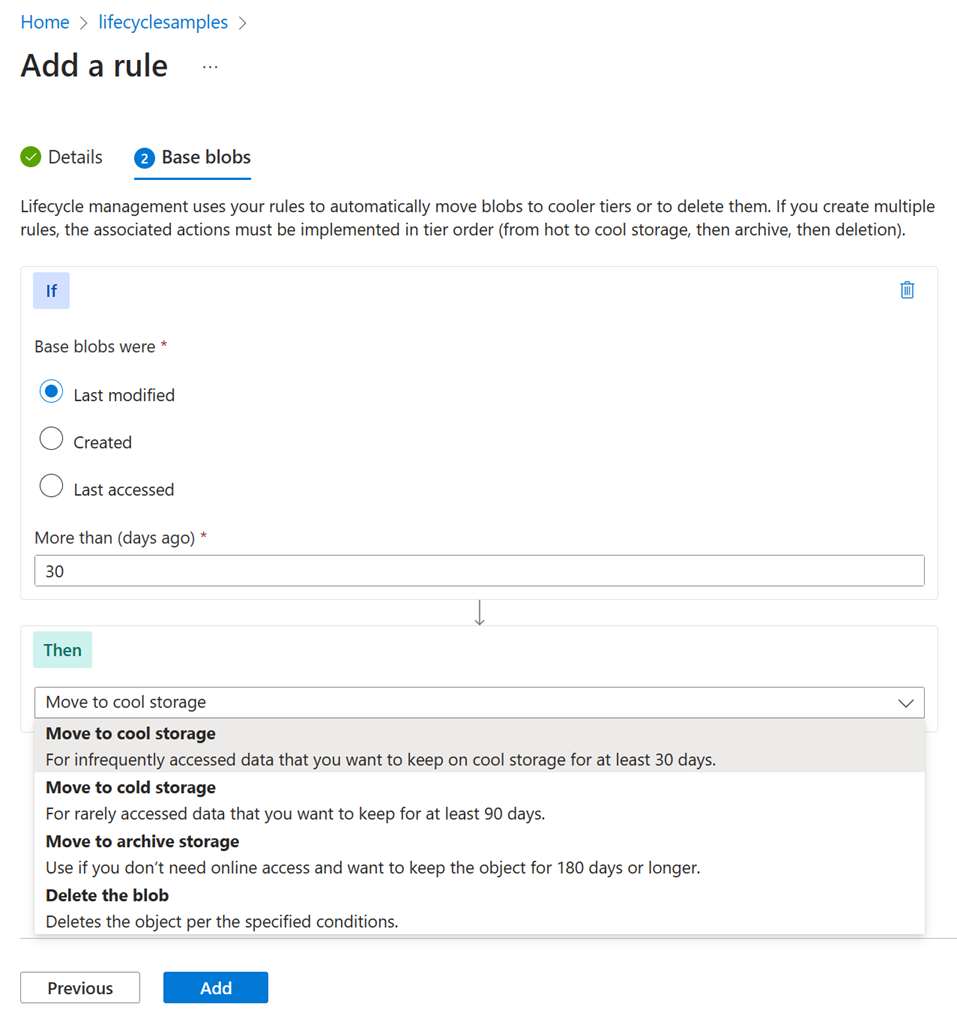 Home > lifecyclesamples >
Add a rule ...
Details 2 Base blobs
Lifecycle management uses your rules to automatically move blobs to cooler tiers or to delete them. If you create multiple
rules, the associated actions must be implemented in tier order (from hot to cool storage, then archive, then deletion).
If
Base blobs were *
Last modified
Created
Last accessed
More than (days ago) *
30
Then
Move to cool storage
Move to cool storage
For infrequently accessed data that you want to keep on cool storage for at least 30 days.
Move to cold storage
For rarely accessed data that you want to keep for at least 90 days.
Move to archive storage
Use if you don’t need online access and want to keep the object for 180 days or longer.
Delete the blob
Deletes the object per the specified conditions.
Previous Add